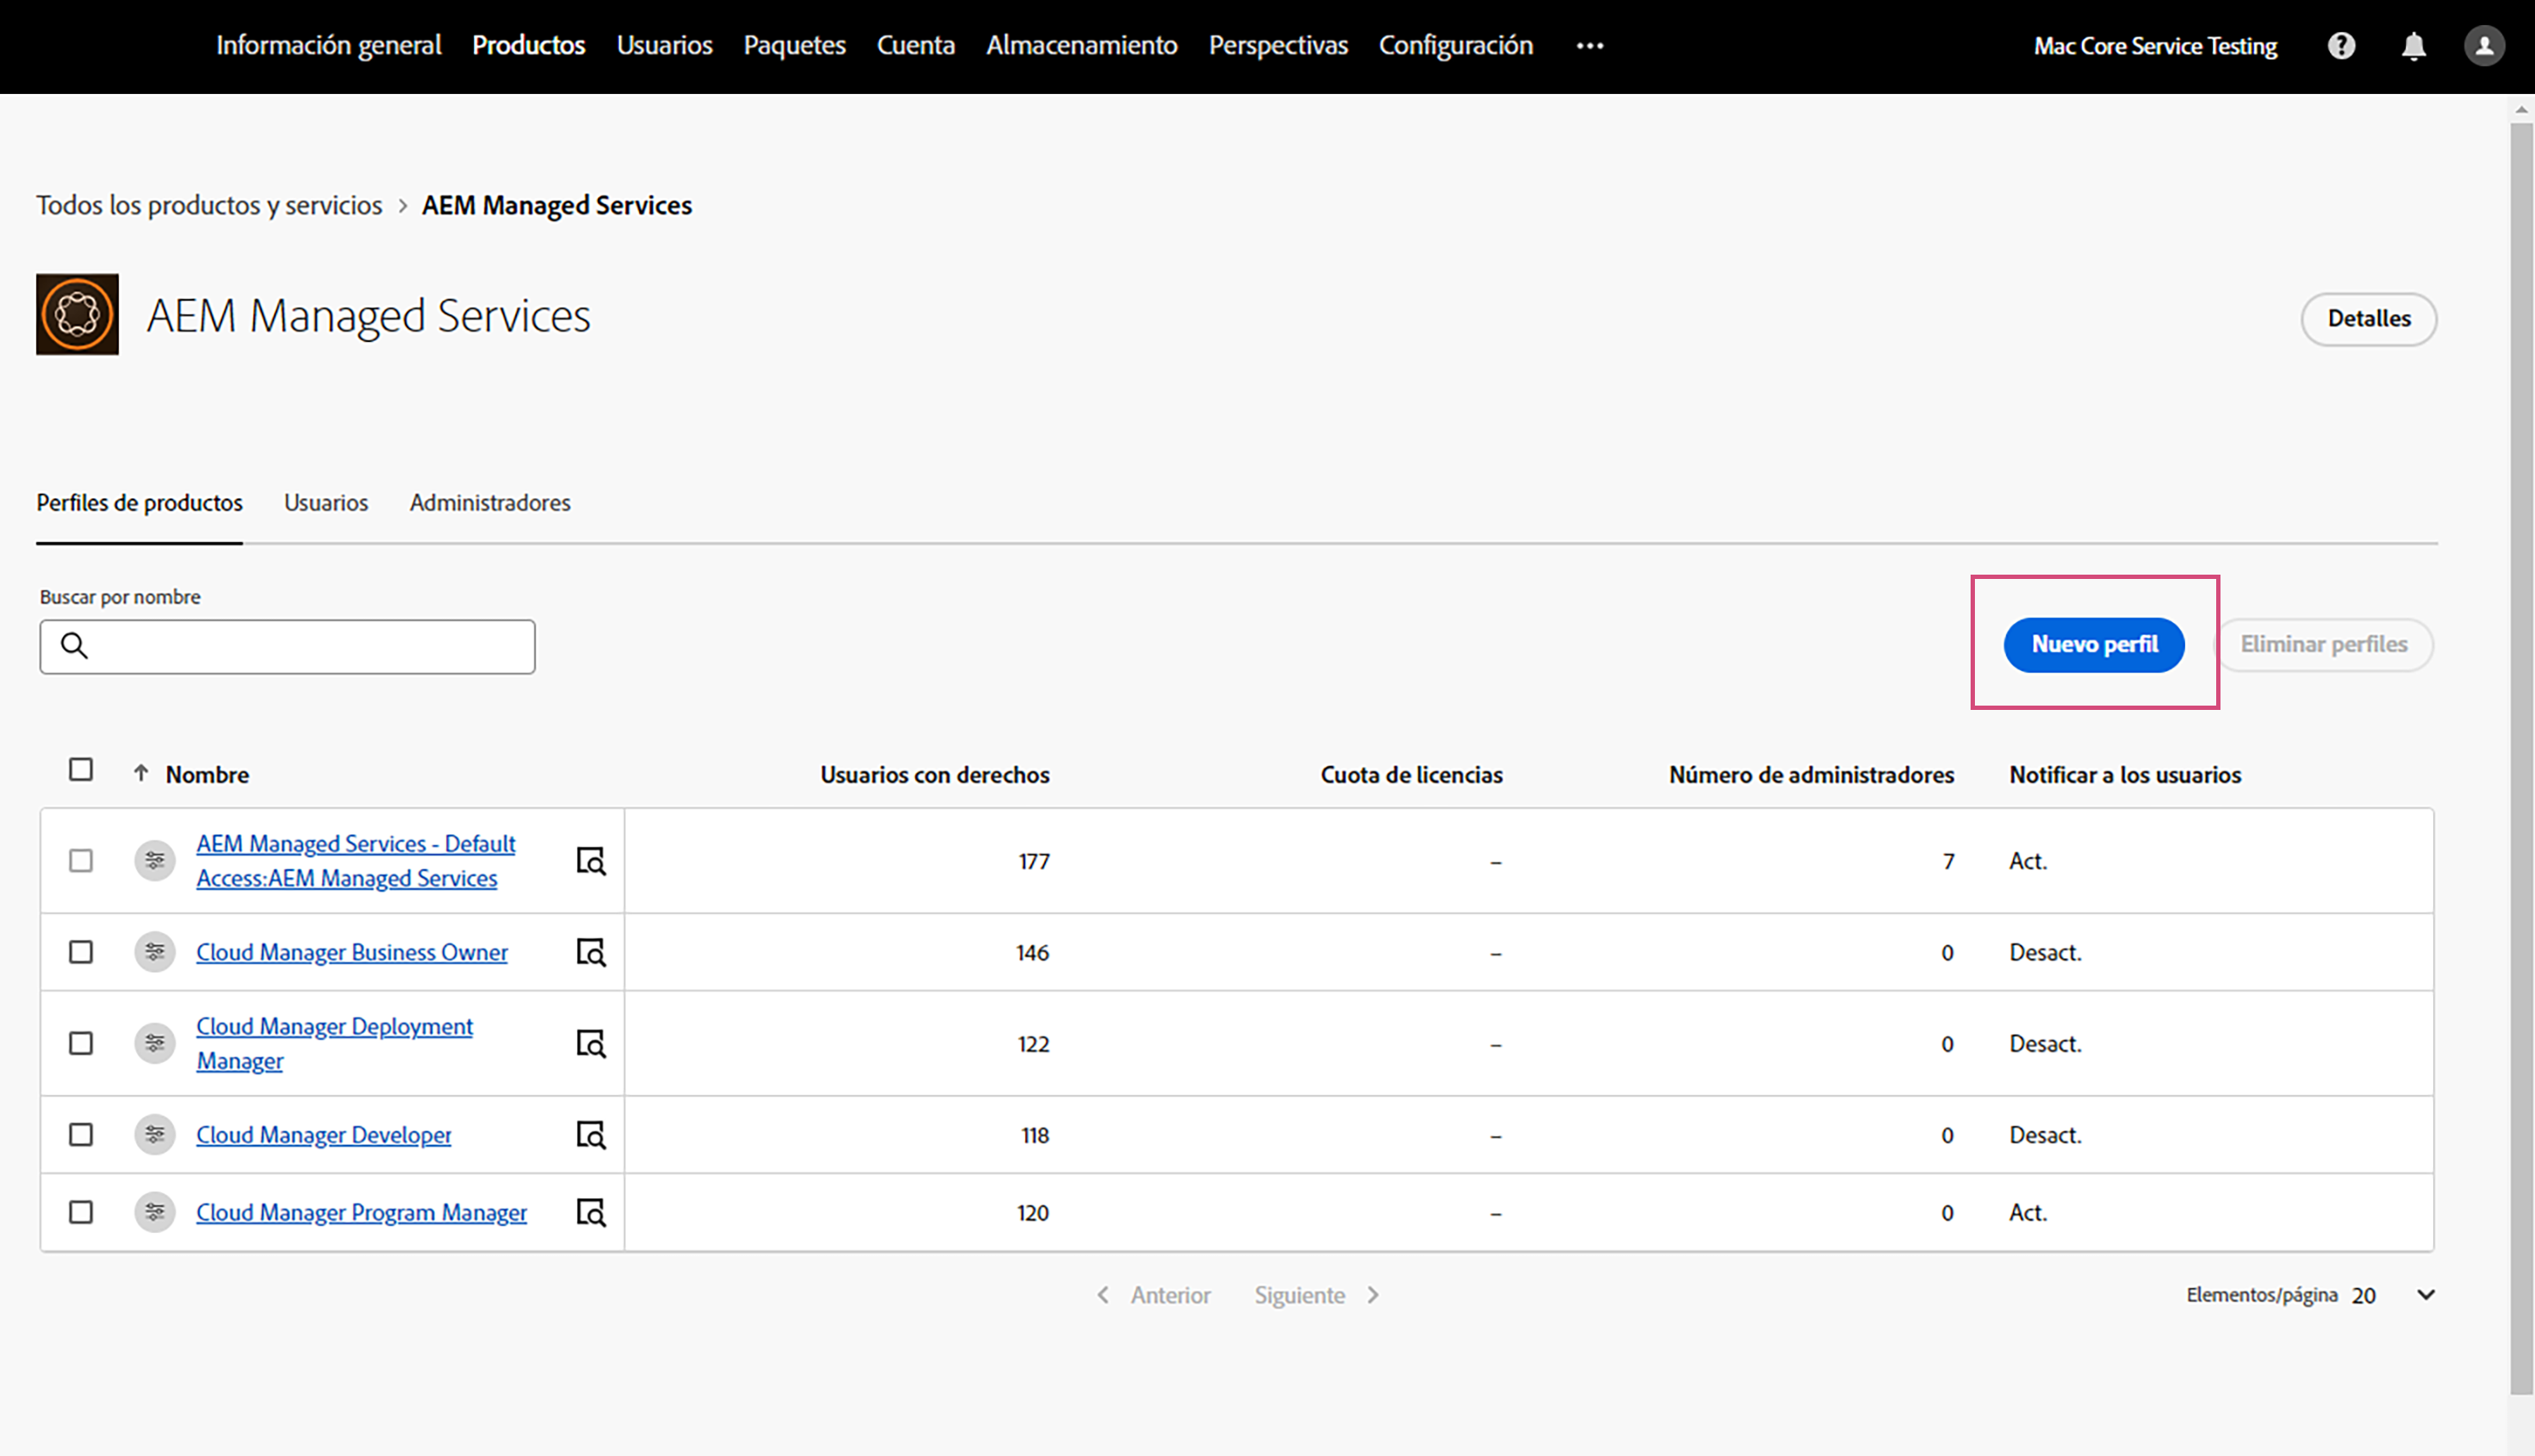 Información general Productos Usuarios Paquetes Cuenta Almacenamiento Perspectivas Configuración Mac Core Service Testing
Todos los productos y servicios > AEM Managed Services
AEM Managed Services
Detalles
Perfiles de productos Usuarios Administradores
Buscar por nombre
Nuevo perfil Eliminar perfiles
Nombre Usuarios con derechos Cuota de licencias Número de administradores Notificar a los usuarios
AEM Managed Services - Default
Access:AEM Managed Services
177 – 7 Act.
Cloud Manager Business Owner 146 – 0 Desact.
Cloud Manager Deployment
Manager
122 – 0 Desact.
Cloud Manager Developer 118 – 0 Desact.
Cloud Manager Program Manager 120 – 0 Act.
Anterior Siguiente Elementos/página 20